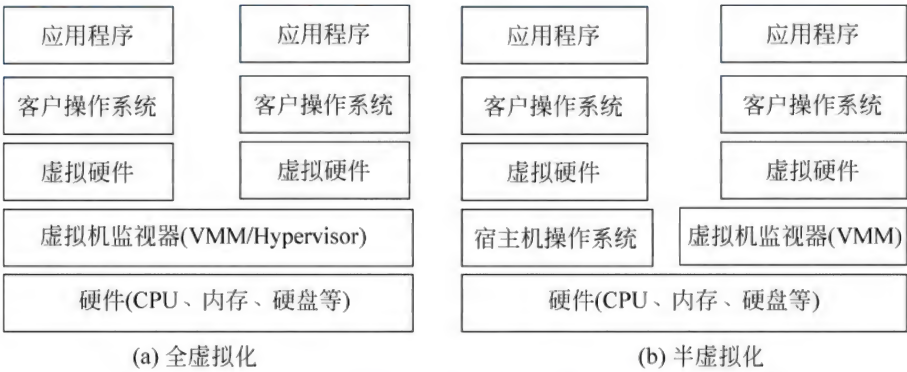 应用程序 应用程序 应用程序 应用程序
客户操作系统 客户操作系统 客户操作系统 客户操作系统
虚拟硬件 虚拟硬件 虚拟硬件 虚拟硬件
虚拟机监视器(VMM/Hypervisor) 宿主机操作系统 虚拟机监视器(VMM)
硬件(CPU、内存、硬盘等) 硬件(CPU、内存、硬盘等)
(a) 全虚拟化 (b) 半虚拟化